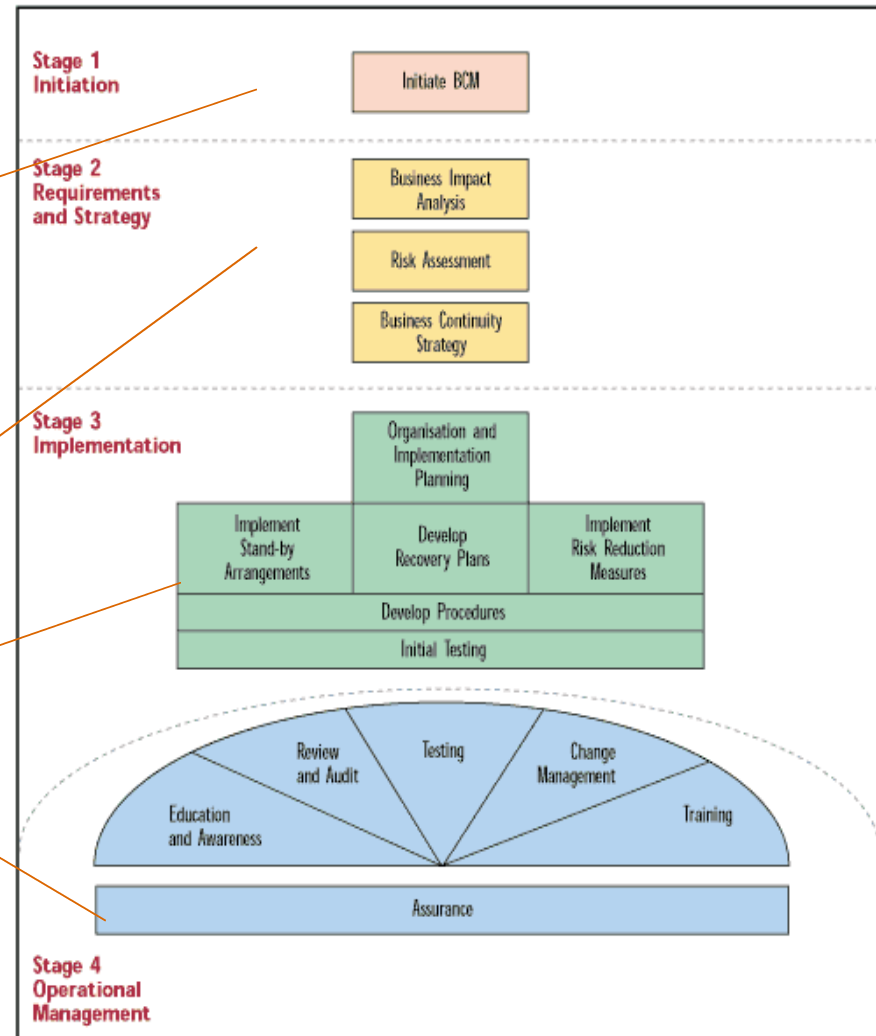 Stage 1
Initiation
Initiate BCM
Stage 2
Requirements
and Strategy
Business Impact
Analysis
Risk Assessment
Business Continuity
Strategy
Stage 3
Implementation
Organisation and
Implementation
Planning
Implement
Stand-by
Arrangements
Develop
Recovery Plans
Implement
Risk Reduction
Measures
Develop Procedures
Initial Testing
Education
and Awareness
Review
and Audit
Testing
Change
Management
Training
Assurance
Stage 4
Operational
Management